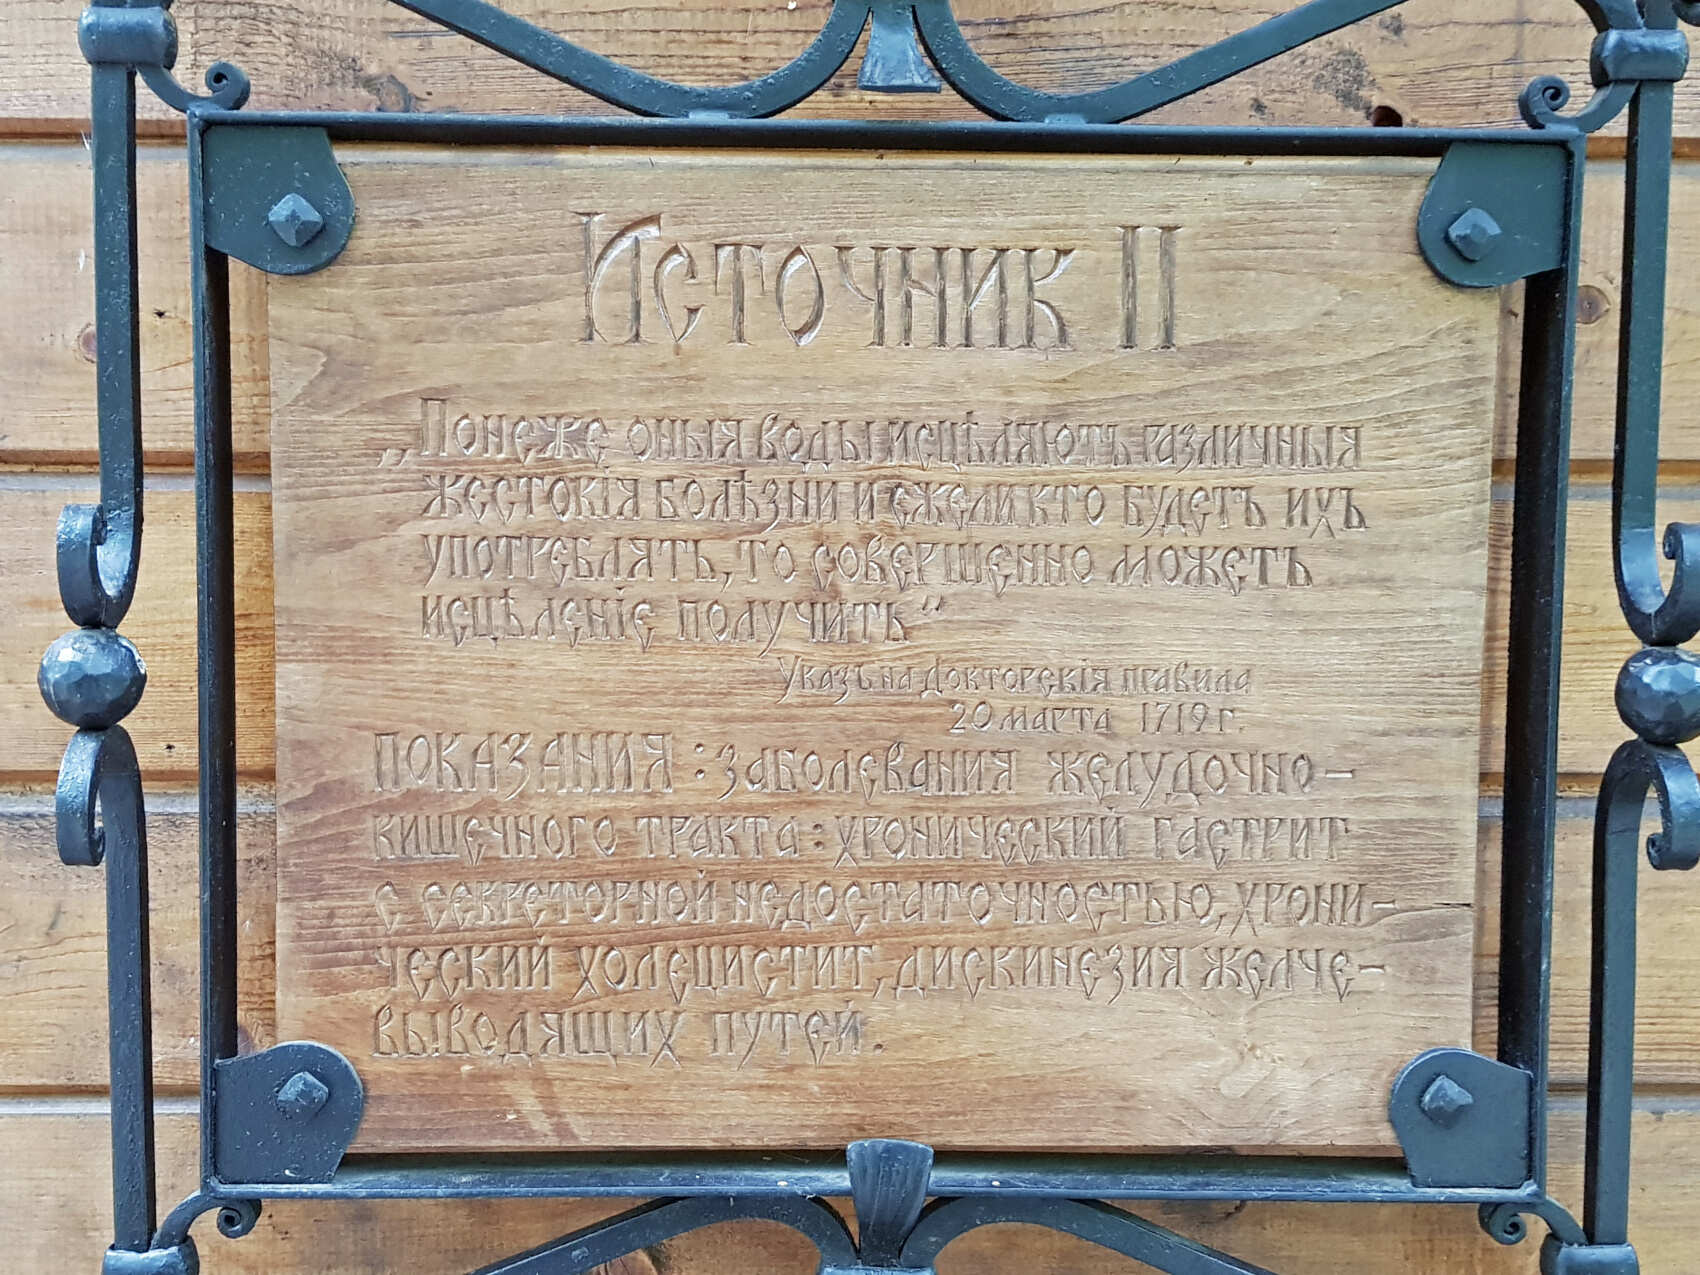 Источник II
„Понеже оныя воды исцѣляютъ различныя
жестокія болѣзни и ежели кто будетъ ихъ
употреблять, то совершенно можетъ
исцѣленіе получить“
Указъ на докторскія правила
20 марта 1719 г.
ПОКАЗАНИЯ: заболевания желудочно-
кишечного тракта: хронический гастрит
с секреторной недостаточностью, хрони-
ческий холецистит, дискинезия желче-
выводящих путей.